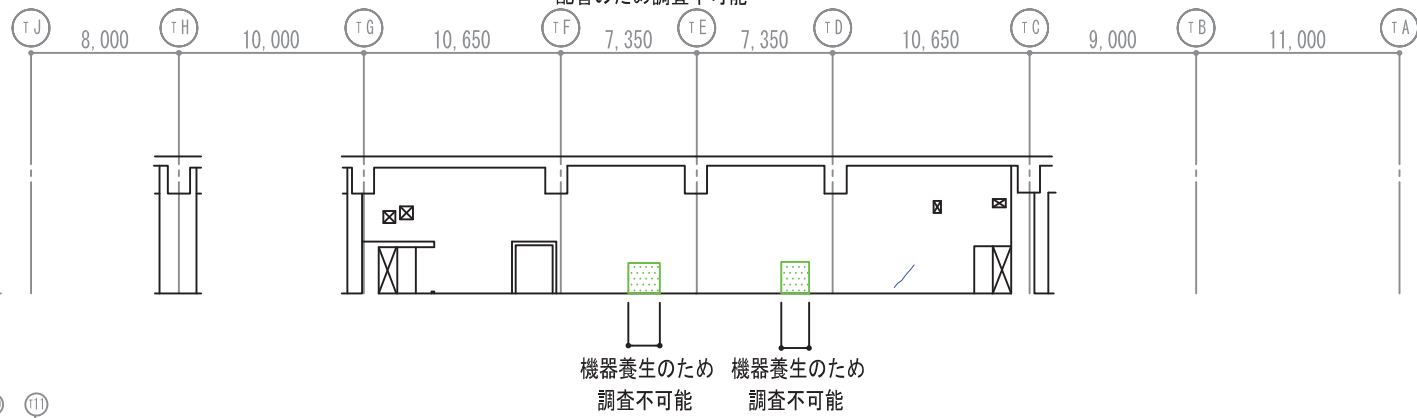 TJ TH TG TF TE TD TC TB TA
8,000 10,000 10,650 7,350 7,350 10,650 9,000 11,000
機器養生のため 機器養生のため
調査不可能 調査不可能
T11